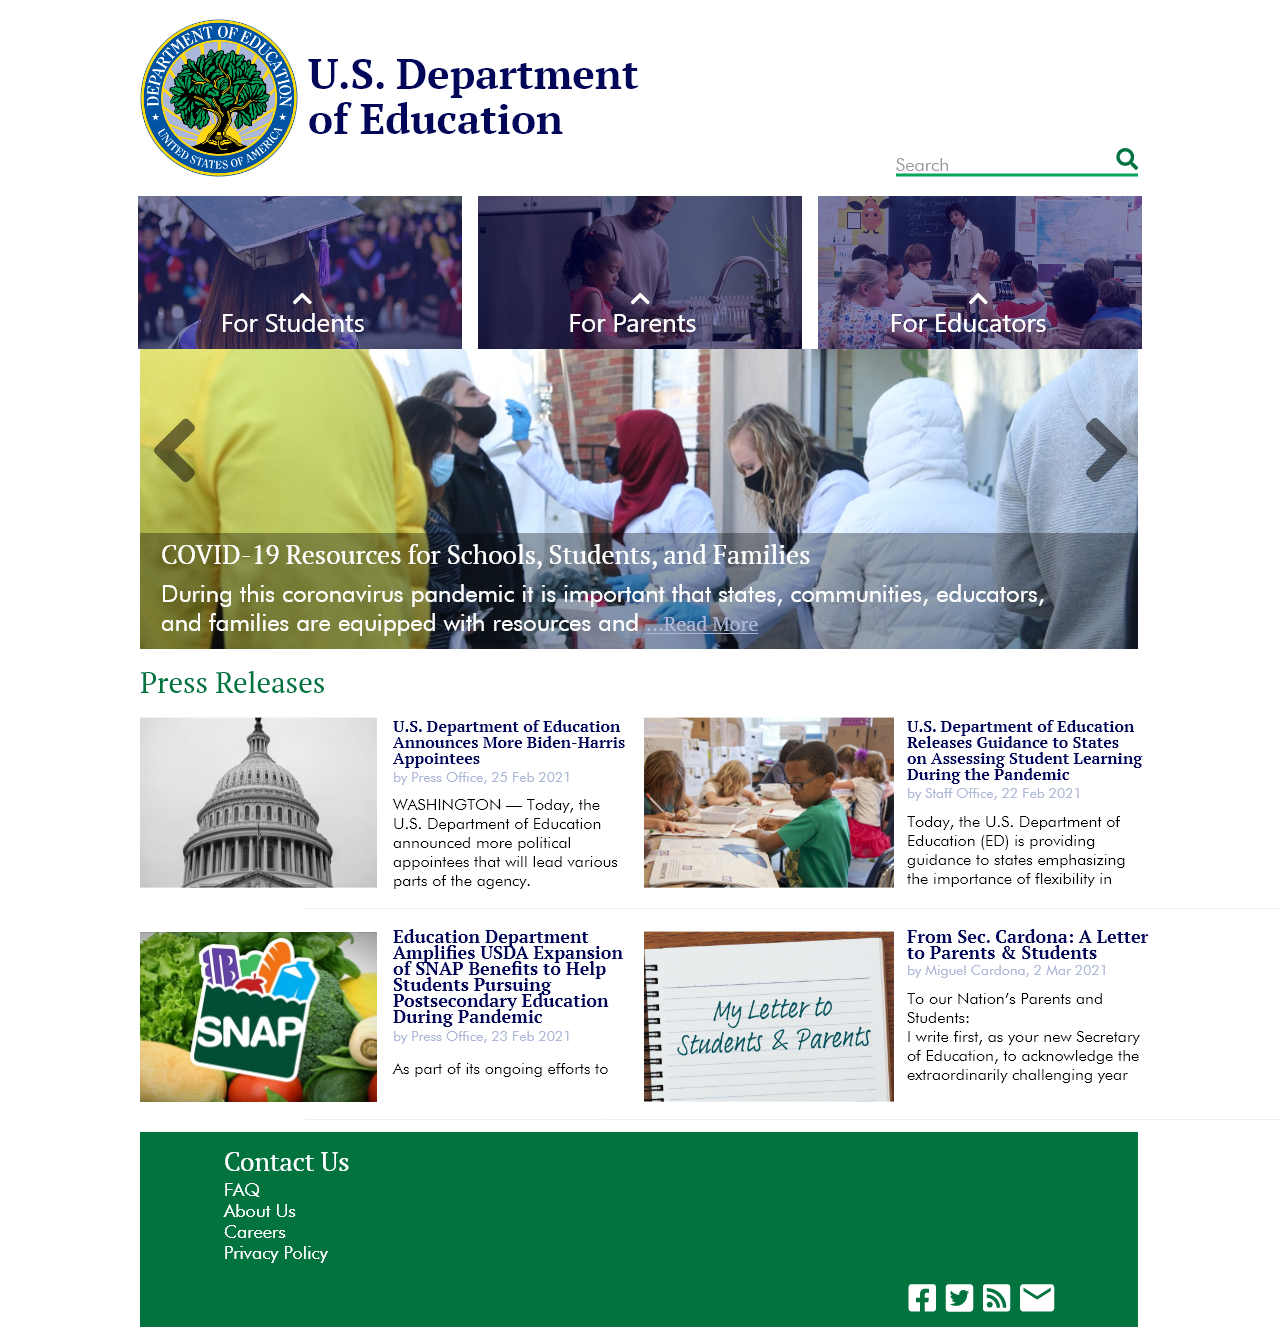 DEPARTMENT OF EDUCATION
UNITED STATES OF AMERICA
U.S. Department
of Education
Search
For Students
For Parents
For Educators
COVID-19 Resources for Schools, Students, and Families
During this coronavirus pandemic it is important that states, communities, educators,
and families are equipped with resources and ...Read More
Press Releases
U.S. Department of Education
Announces More Biden-Harris
Appointees
by Press Office, 25 Feb 2021
WASHINGTON — Today, the
U.S. Department of Education
announced more political
appointees that will lead various
parts of the agency.
U.S. Department of Education
Releases Guidance to States
on Assessing Student Learning
During the Pandemic
by Staff Office, 22 Feb 2021
Today, the U.S. Department of
Education (ED) is providing
guidance to states emphasizing
the importance of flexibility in
SNAP
Education Department
Amplifies USDA Expansion
of SNAP Benefits to Help
Students Pursuing
Postsecondary Education
During Pandemic
by Press Office, 23 Feb 2021
As part of its ongoing efforts to
My Letter to
Students & Parents
From Sec. Cardona: A Letter
to Parents & Students
by Miguel Cardona, 2 Mar 2021
To our Nation’s Parents and
Students:
I write first, as your new Secretary
of Education, to acknowledge the
extraordinarily challenging year
Contact Us
FAQ
About Us
Careers
Privacy Policy